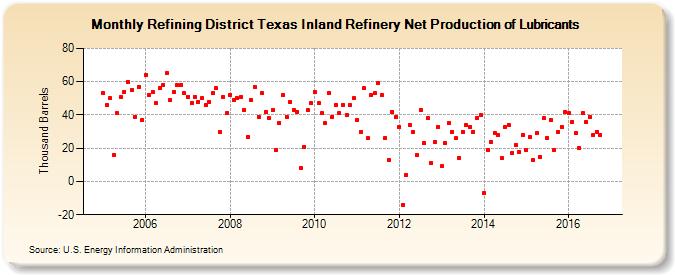 Monthly Refining District Texas Inland Refinery Net Production of Lubricants
Thousand Barrels
80
60
40
20
0
-20
2006 2008 2010 2012 2014 2016
Source: U.S. Energy Information Administration